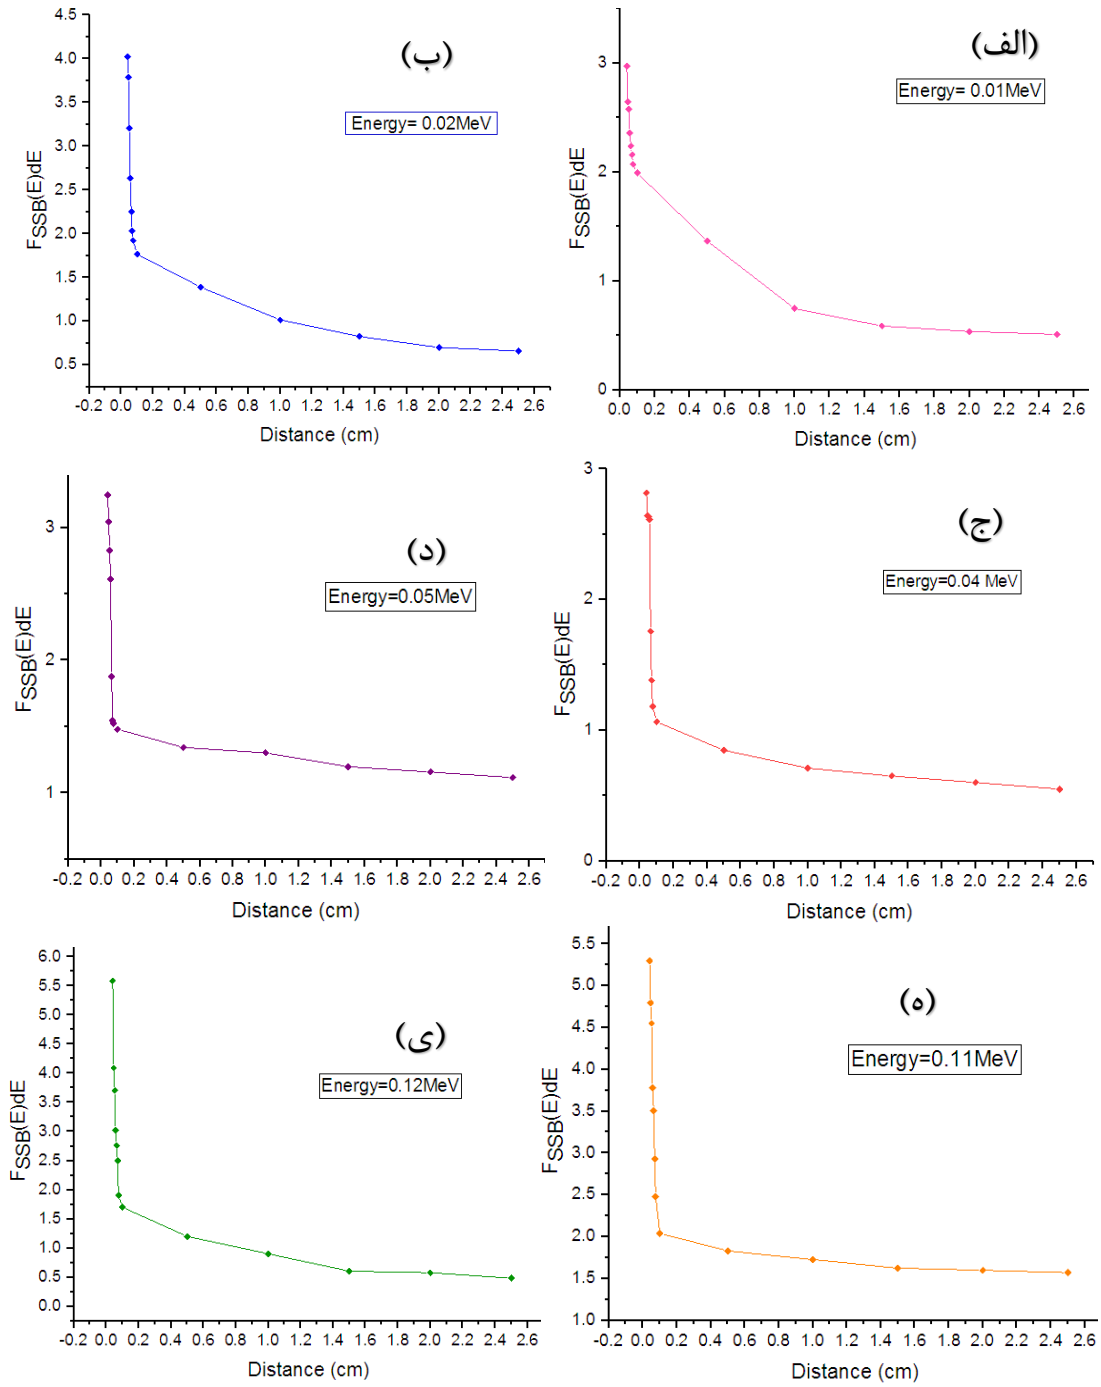 (الف)
Energy= 0.01MeV
F_SSB(E)dE
3
2
1
0
0.0 0.2 0.4 0.6 0.8 1.0 1.2 1.4 1.6 1.8 2.0 2.2 2.4 2.6
Distance (cm)
(ب)
Energy= 0.02MeV
F_SSB(E)dE
4.5
4.0
3.5
3.0
2.5
2.0
1.5
1.0
0.5
-0.2 0.0 0.2 0.4 0.6 0.8 1.0 1.2 1.4 1.6 1.8 2.0 2.2 2.4 2.6
Distance (cm)
(ج)
Energy=0.04 MeV
F_SSB(E)dE
3
2
1
0
-0.2 0.0 0.2 0.4 0.6 0.8 1.0 1.2 1.4 1.6 1.8 2.0 2.2 2.4 2.6
Distance (cm)
(د)
Energy=0.05MeV
F_SSB(E)dE
3
2
1
-0.2 0.0 0.2 0.4 0.6 0.8 1.0 1.2 1.4 1.6 1.8 2.0 2.2 2.4 2.6
Distance (cm)
(ه)
Energy=0.11MeV
F_SSB(E)dE
5.5
5.0
4.5
4.0
3.5
3.0
2.5
2.0
1.5
1.0
-0.2 0.0 0.2 0.4 0.6 0.8 1.0 1.2 1.4 1.6 1.8 2.0 2.2 2.4 2.6
Distance (cm)
(ی)
Energy=0.12MeV
F_SSB(E)dE
6.0
5.5
5.0
4.5
4.0
3.5
3.0
2.5
2.0
1.5
1.0
0.5
0.0
-0.2 0.0 0.2 0.4 0.6 0.8 1.0 1.2 1.4 1.6 1.8 2.0 2.2 2.4 2.6
Distance (cm)